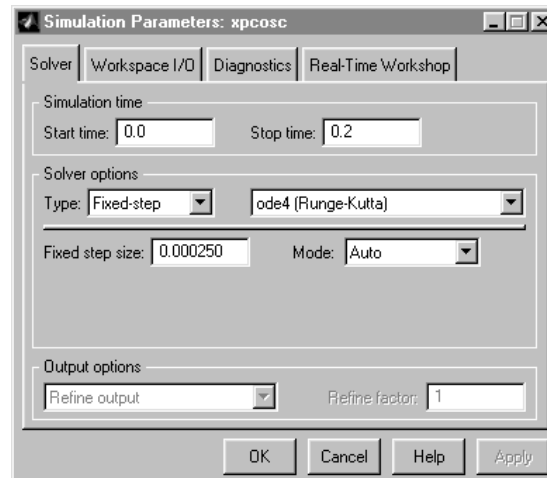 Simulation Parameters: xpcosc
Solver Workspace I/O Diagnostics Real-Time Workshop
Simulation time
Start time: 0.0 Stop time: 0.2
Solver options
Type: Fixed-step ode4 (Runge-Kutta)
Fixed step size: 0.000250 Mode: Auto
Output options
Refine output Refine factor: 1
OK Cancel Help Apply